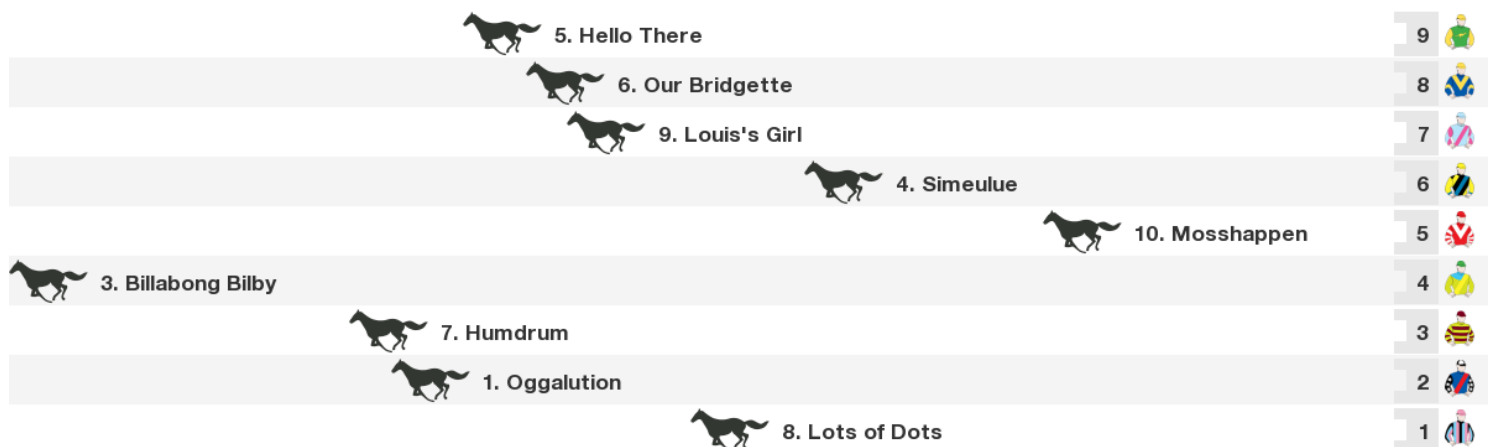 5. Hello There 9
6. Our Bridgette 8
9. Louis's Girl 7
4. Simeulue 6
10. Mosshappen 5
3. Billabong Bilby 4
7. Humdrum 3
1. Oggalution 2
8. Lots of Dots 1